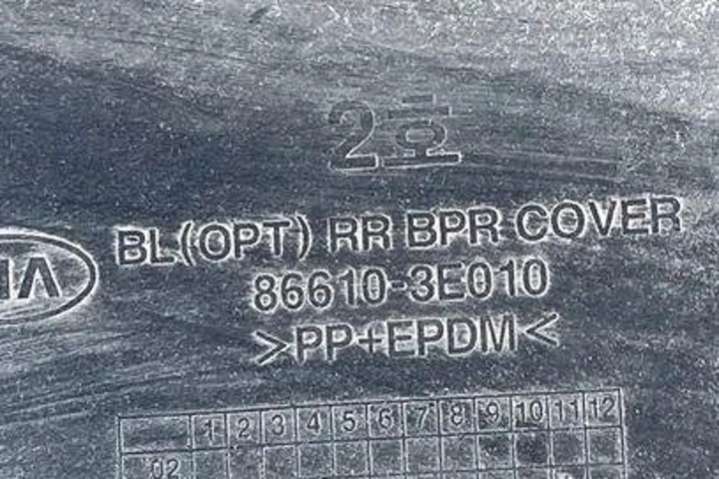 2호
BL(OPT) RR BPR COVER
86610-3E010
>PP+EPDM<
1 2 3 4 5 6 7 8 9 10 11 12
02